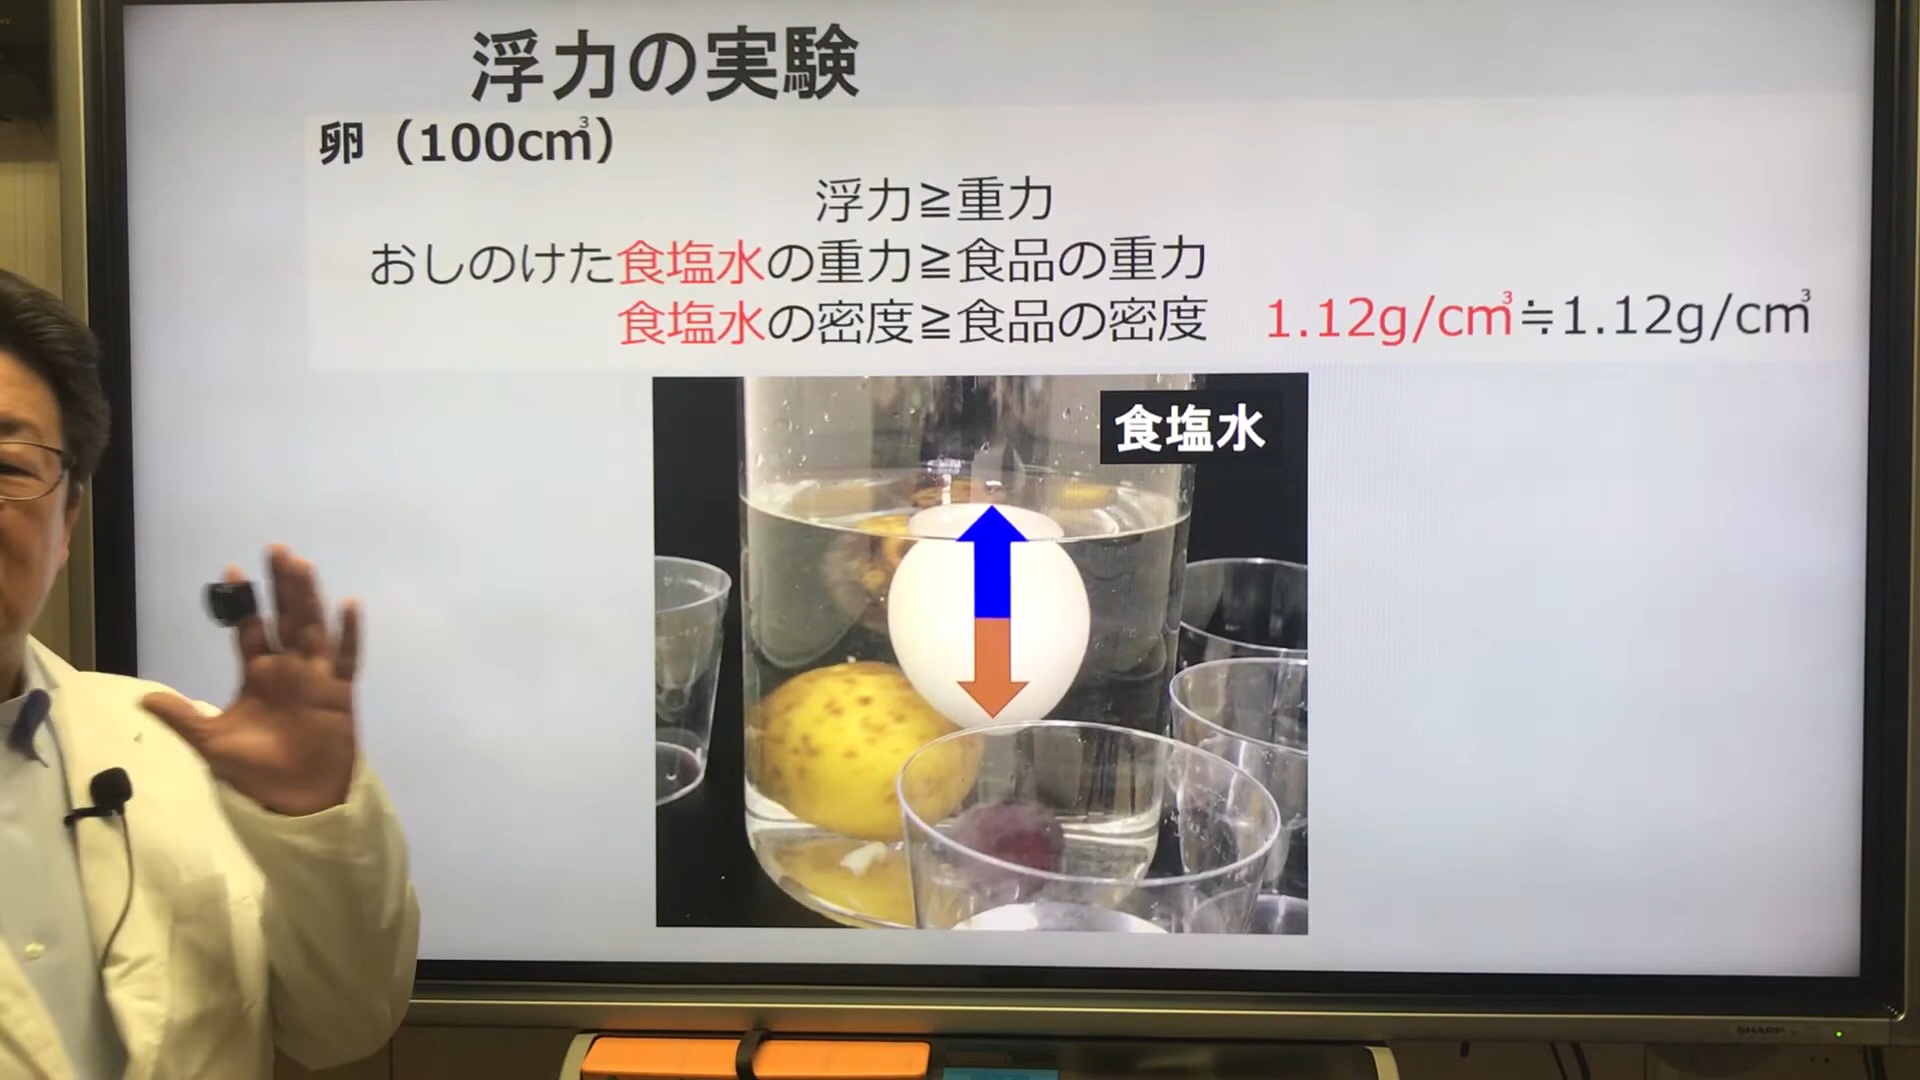 浮力の実験
卵（100c㎥）
浮力≧重力
おしのけた食塩水の重力≧食品の重力
食塩水の密度≧食品の密度　1.12g/c㎥≒1.12g/c㎥
食塩水
SHARP